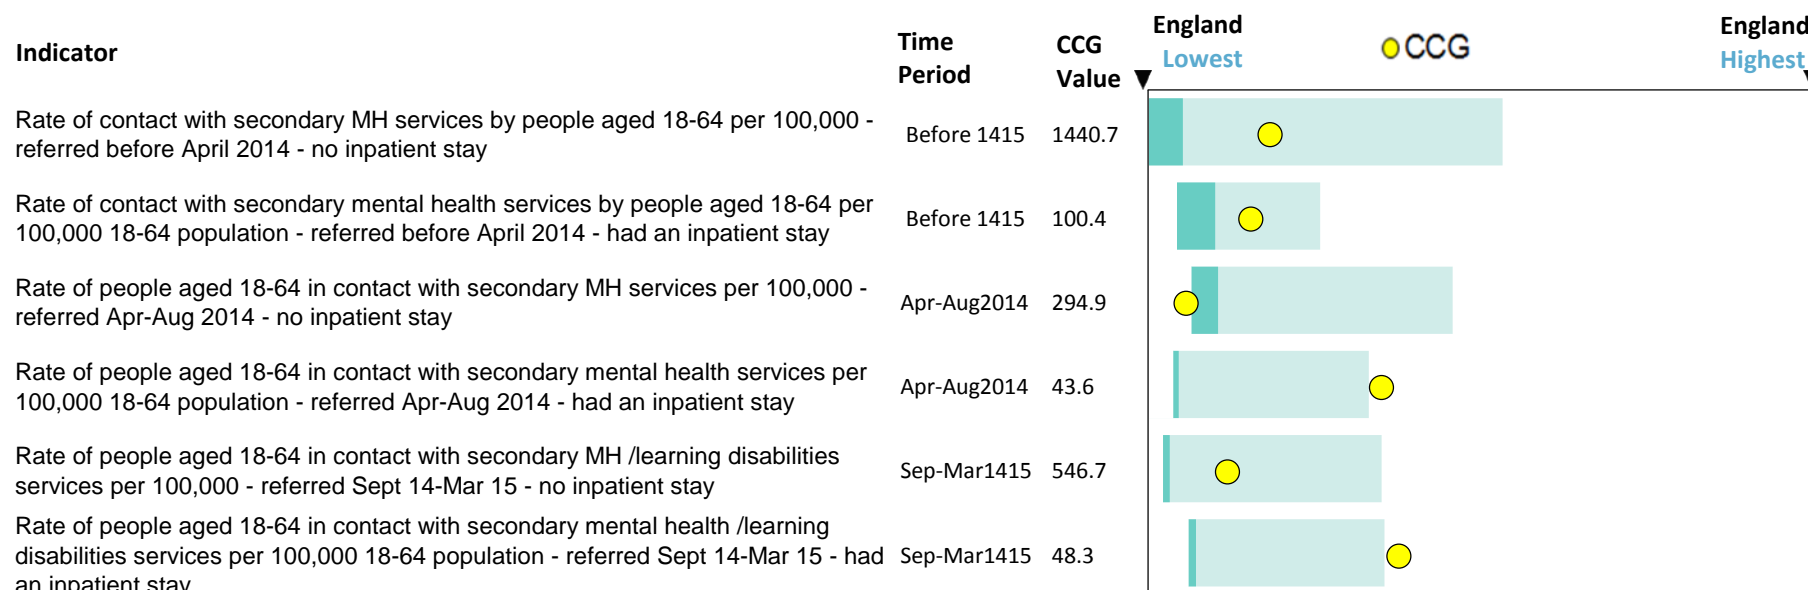 Indicator
Time
Period
CCG
Value
England
Lowest
CCG
England
Highest
Rate of contact with secondary MH services by people aged 18-64 per 100,000 -
referred before April 2014 - no inpatient stay
Before 1415
1440.7
Rate of contact with secondary mental health services by people aged 18-64 per
100,000 18-64 population - referred before April 2014 - had an inpatient stay
Before 1415
100.4
Rate of people aged 18-64 in contact with secondary MH services per 100,000 -
referred Apr-Aug 2014 - no inpatient stay
Apr-Aug2014
294.9
Rate of people aged 18-64 in contact with secondary mental health services per
100,000 18-64 population - referred Apr-Aug 2014 - had an inpatient stay
Apr-Aug2014
43.6
Rate of people aged 18-64 in contact with secondary MH /learning disabilities
services per 100,000 - referred Sept 14-Mar 15 - no inpatient stay
Sep-Mar1415
546.7
Rate of people aged 18-64 in contact with secondary mental health /learning
disabilities services per 100,000 18-64 population - referred Sept 14-Mar 15 - had
an inpatient stay
Sep-Mar1415
48.3